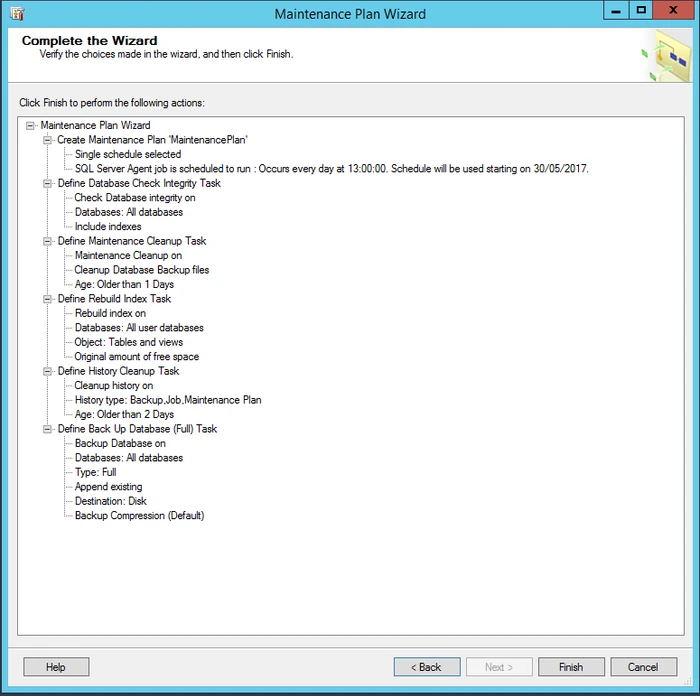 Maintenance Plan Wizard
Complete the Wizard
Verify the choices made in the wizard, and then click Finish.
Click Finish to perform the following actions:
Maintenance Plan Wizard
Create Maintenance Plan 'MaintenancePlan'
Single schedule selected
SQL Server Agent job is scheduled to run : Occurs every day at 13:00:00. Schedule will be used starting on 30/05/2017.
Define Database Check Integrity Task
Check Database integrity on
Databases: All databases
Include indexes
Define Maintenance Cleanup Task
Maintenance Cleanup on
Cleanup Database Backup files
Age: Older than 1 Days
Define Rebuild Index Task
Rebuild index on
Databases: All user databases
Object: Tables and views
Original amount of free space
Define History Cleanup Task
Cleanup history on
History type: Backup,Job,Maintenance Plan
Age: Older than 2 Days
Define Back Up Database (Full) Task
Backup Database on
Databases: All databases
Type: Full
Append existing
Destination: Disk
Backup Compression (Default)
Help
< Back
Next >
Finish
Cancel